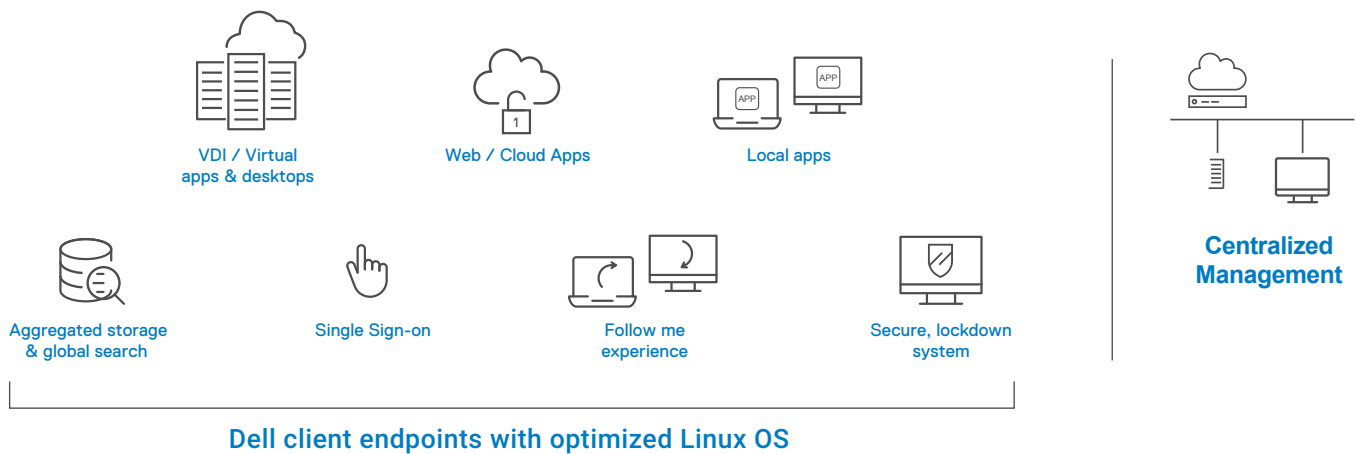 1
APP
APP
VDI / Virtual
apps & desktops
Web / Cloud Apps
Local apps
Centralized
Management
Aggregated storage
& global search
Single Sign-on
Follow me
experience
Secure, lockdown
system
Dell client endpoints with optimized Linux OS